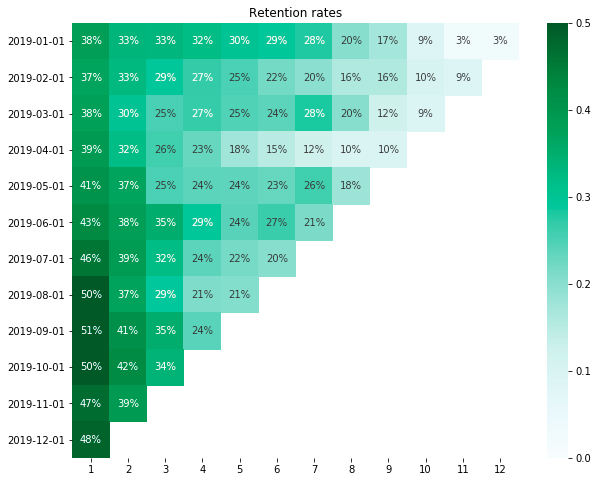 Retention rates
2019-01-01 38% 33% 33% 32% 30% 29% 28% 20% 17% 9% 3% 3%
2019-02-01 37% 33% 29% 27% 25% 22% 20% 16% 16% 10% 9%
2019-03-01 38% 30% 25% 27% 25% 24% 28% 20% 12% 9%
2019-04-01 39% 32% 26% 23% 18% 15% 12% 10% 10%
2019-05-01 41% 37% 25% 24% 24% 23% 26% 18%
2019-06-01 43% 38% 35% 29% 24% 27% 21%
2019-07-01 46% 39% 32% 24% 22% 20%
2019-08-01 50% 37% 29% 21% 21%
2019-09-01 51% 41% 35% 24%
2019-10-01 50% 42% 34%
2019-11-01 47% 39%
2019-12-01 48%
1 2 3 4 5 6 7 8 9 10 11 12
0.5
0.4
0.3
0.2
0.1
0.0